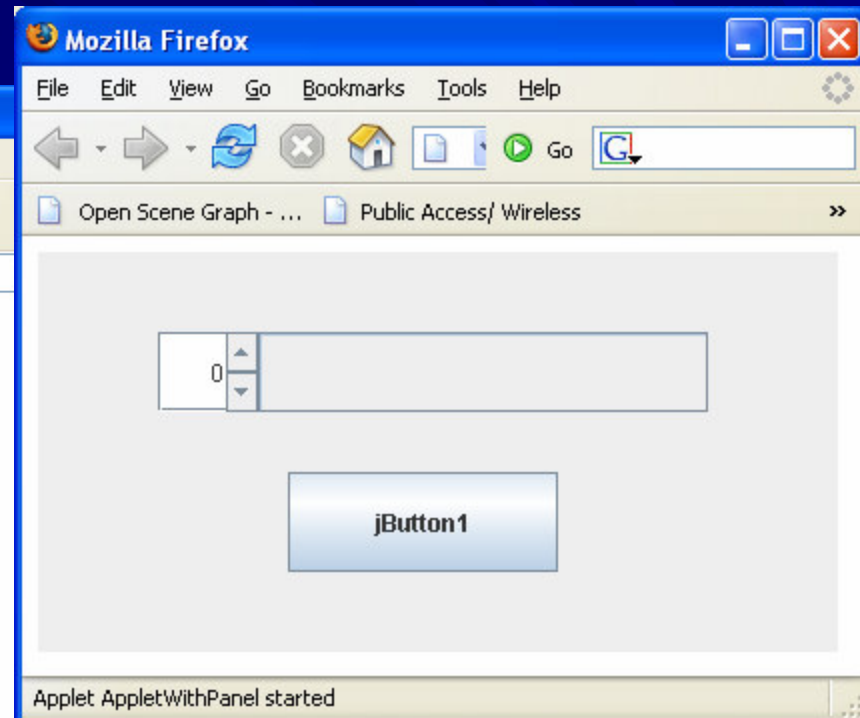 Mozilla Firefox
File Edit View Go Bookmarks Tools Help
Go G
Open Scene Graph - ... Public Access/ Wireless »
0
jButton1
Applet AppletWithPanel started